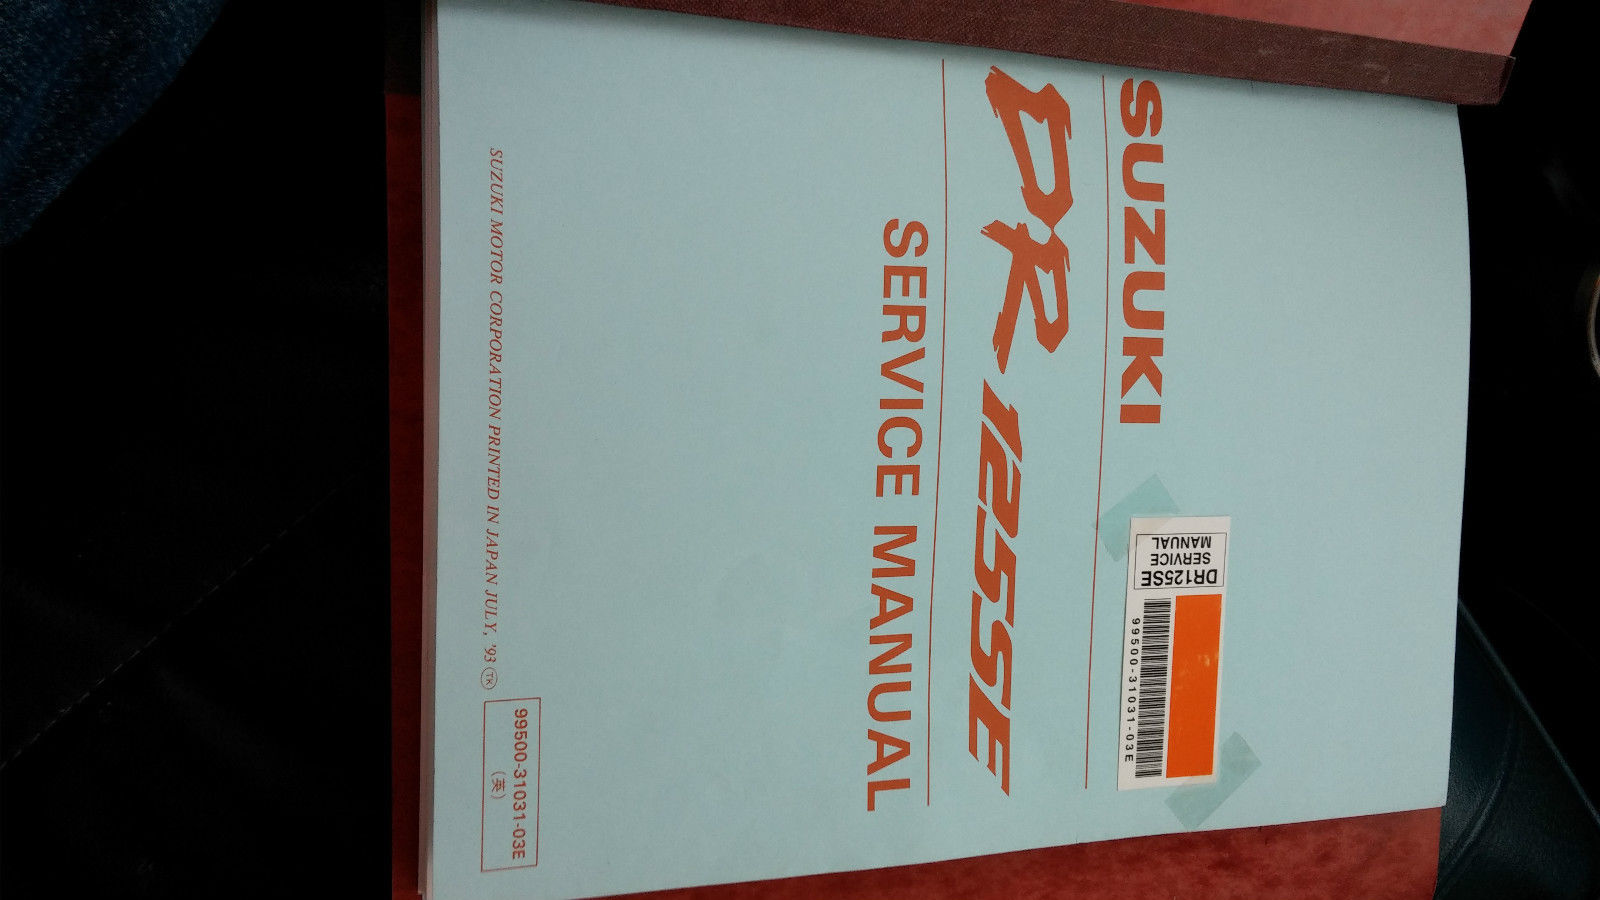 SUZUKI
DR125SE
SERVICE MANUAL
DR125SE
SERVICE
MANUAL
99500-31031-03E
SUZUKI MOTOR CORPORATION PRINTED IN JAPAN JULY, '93 TK
99500-31031-03E
(英)